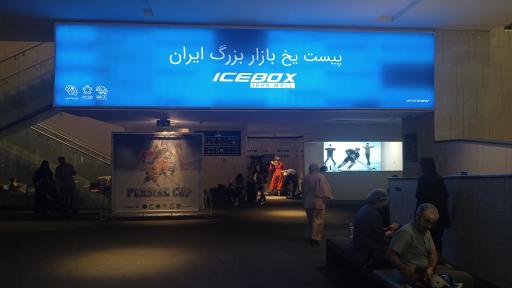 پیست یخ بازار بزرگ ایران
ICEBOX
IRAN MALL
PERSIAN CUP